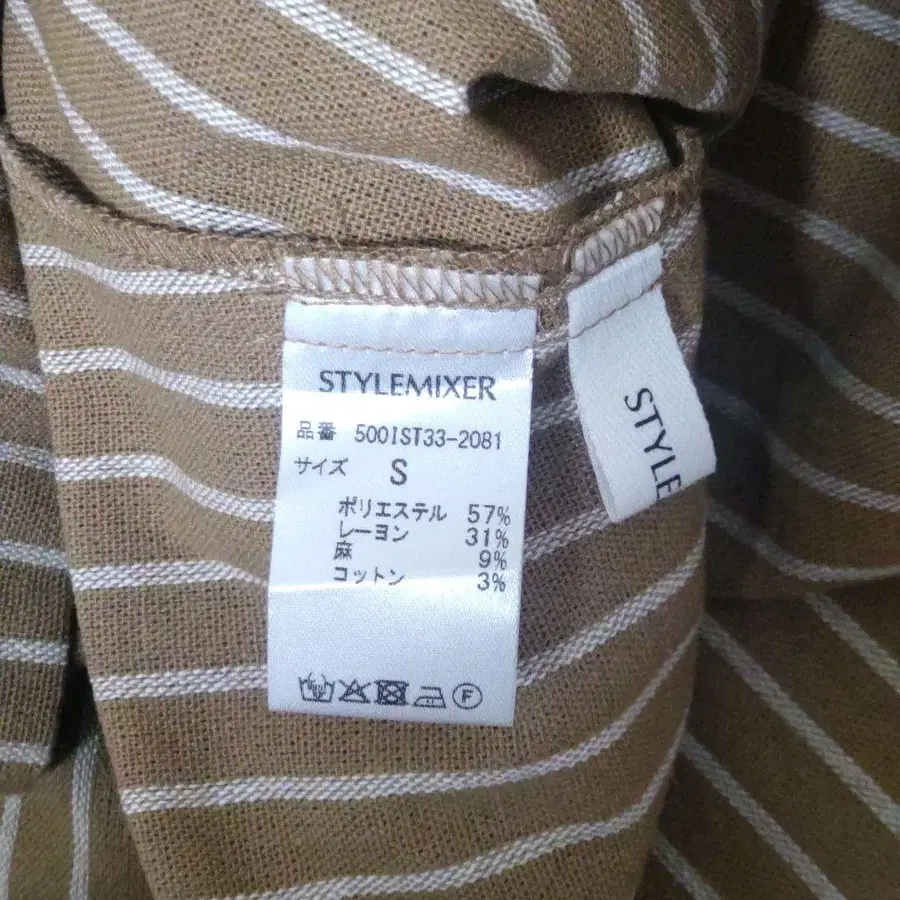 STYLEMIXER
品番 5001ST33-2081
サイズ S
ポリエステル 57%
レーヨン 31%
麻 9%
コットン 3%
F
STYLE